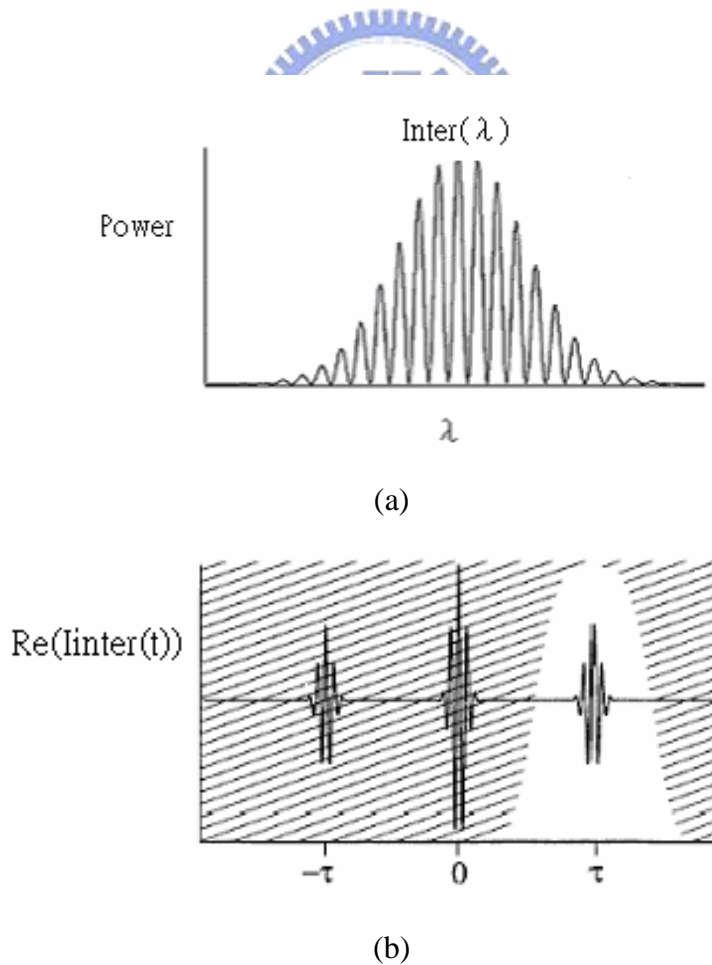 Inter(λ)
Power
λ
(a)
Re(Iinter(t))
-τ 0 τ
(b)